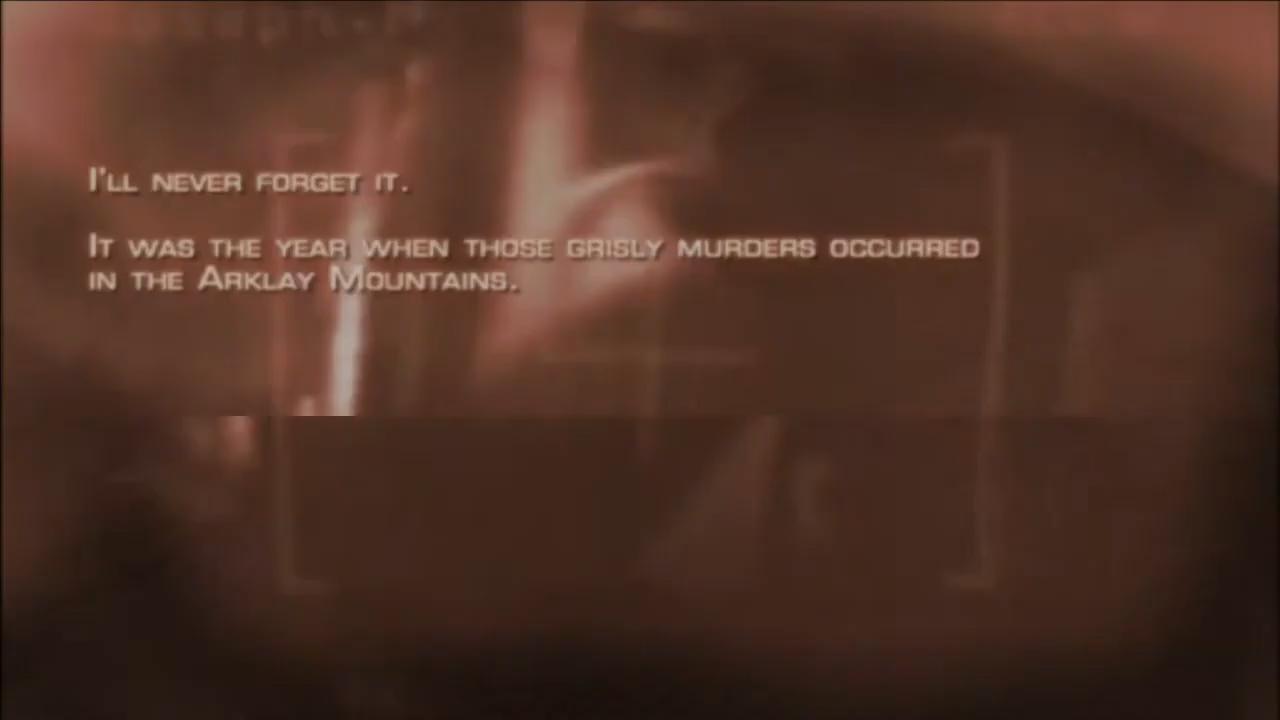 I'll never forget it.
It was the year when those grisly murders occurred
in the Arklay Mountains.